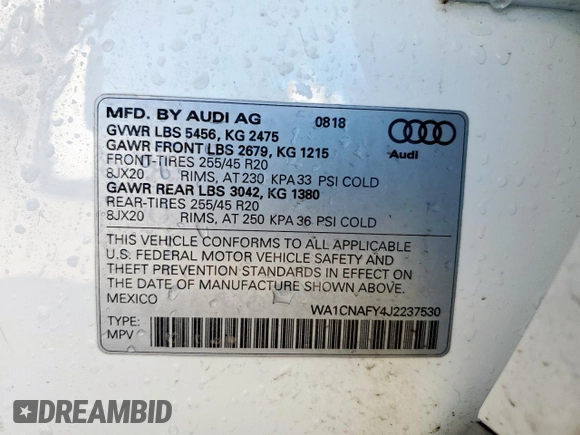 MFD. BY AUDI AG 0818
GVWR LBS 5456, KG 2475
GAWR FRONT LBS 2679, KG 1215
FRONT-TIRES 255/45 R20
8JX20 RIMS, AT 230 KPA 33 PSI COLD
GAWR REAR LBS 3042, KG 1380
REAR-TIRES 255/45 R20
8JX20 RIMS, AT 250 KPA 36 PSI COLD
Audi
THIS VEHICLE CONFORMS TO ALL APPLICABLE
U.S. FEDERAL MOTOR VEHICLE SAFETY AND
THEFT PREVENTION STANDARDS IN EFFECT ON
THE DATE OF MANUFACTURE SHOWN ABOVE.
MEXICO
WA1CNAFY4J2237530
TYPE:
MPV
DREAMBID